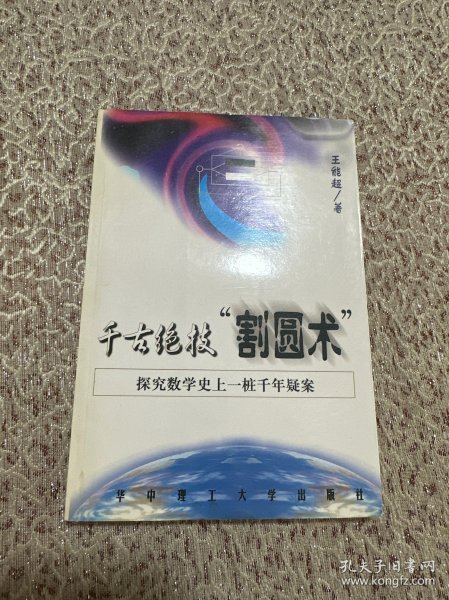 王能超/著
千古绝技“割圆术”
探究数学史上一桩千年疑案
华中理工大学出版社
孔夫子旧书网
www.kongfz.com